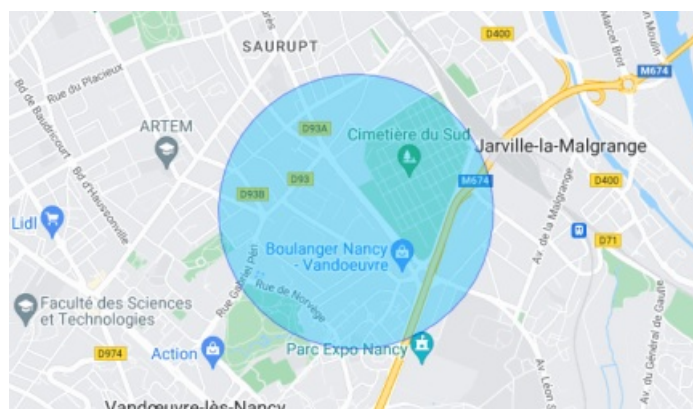 SAURUPT
D400
Marcel Brot
Moulin
M674
Rue du Placieux
Bd de Baudricourt
ARTEM
D93A
Cimetière du Sud
Jarville-la-Malgrange
Bd d'Haussonville
D93
D93B
M674
D400
Lidl
Av. de la Malgrange
D71
Boulanger Nancy
- Vandoeuvre
Rue Gabriel Péri
Rue de Norvège
Faculté des Sciences
et Technologies
D974
Action
Parc Expo Nancy
Av. Léon S
Av. du Général de Gaulle
Vandœuvre-lès-Nancy